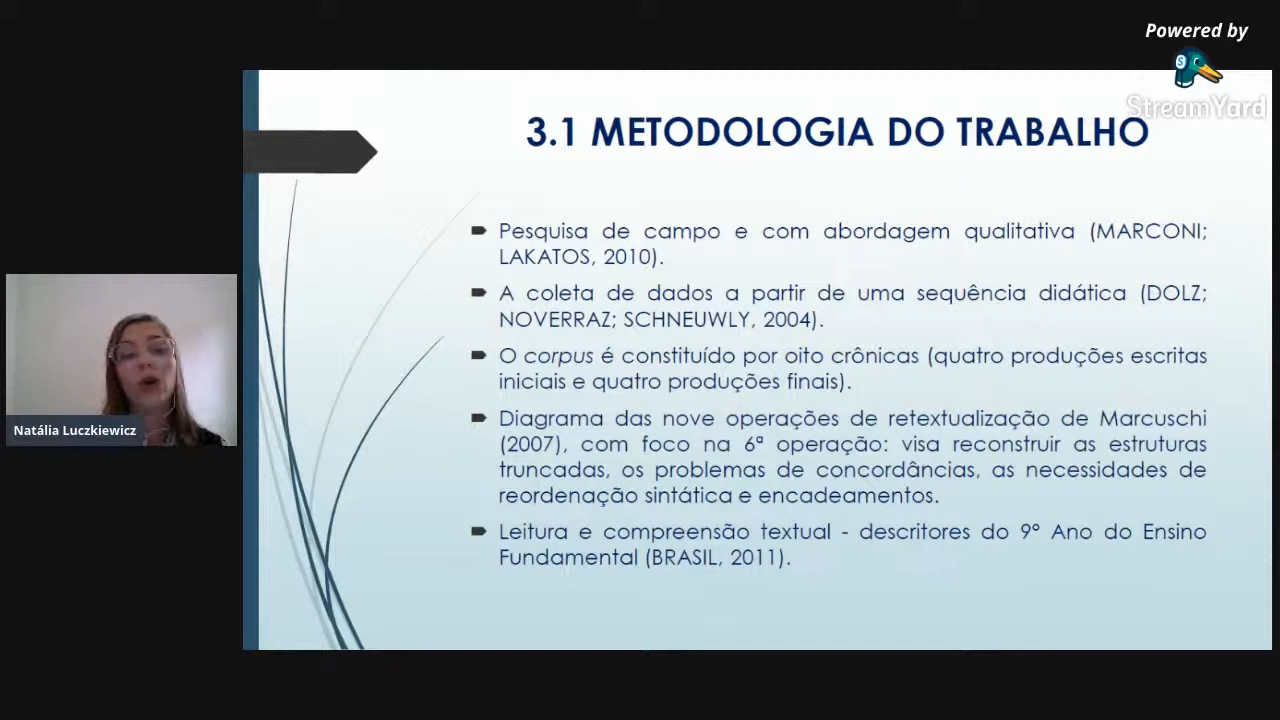 Powered by
StreamYard
3.1 METODOLOGIA DO TRABALHO
Pesquisa de campo e com abordagem qualitativa (MARCONI;
LAKATOS, 2010).
A coleta de dados a partir de uma sequência didática (DOLZ;
NOVERRAZ; SCHNEUWLY, 2004).
O corpus é constituído por oito crônicas (quatro produções escritas
iniciais e quatro produções finais).
Diagrama das nove operações de retextualização de Marcuschi
(2007), com foco na 6ª operação: visa reconstruir as estruturas
truncadas, os problemas de concordâncias, as necessidades de
reordenação sintática e encadeamentos.
Leitura e compreensão textual - descritores do 9º Ano do Ensino
Fundamental (BRASIL, 2011).
Natália Luczkiewicz